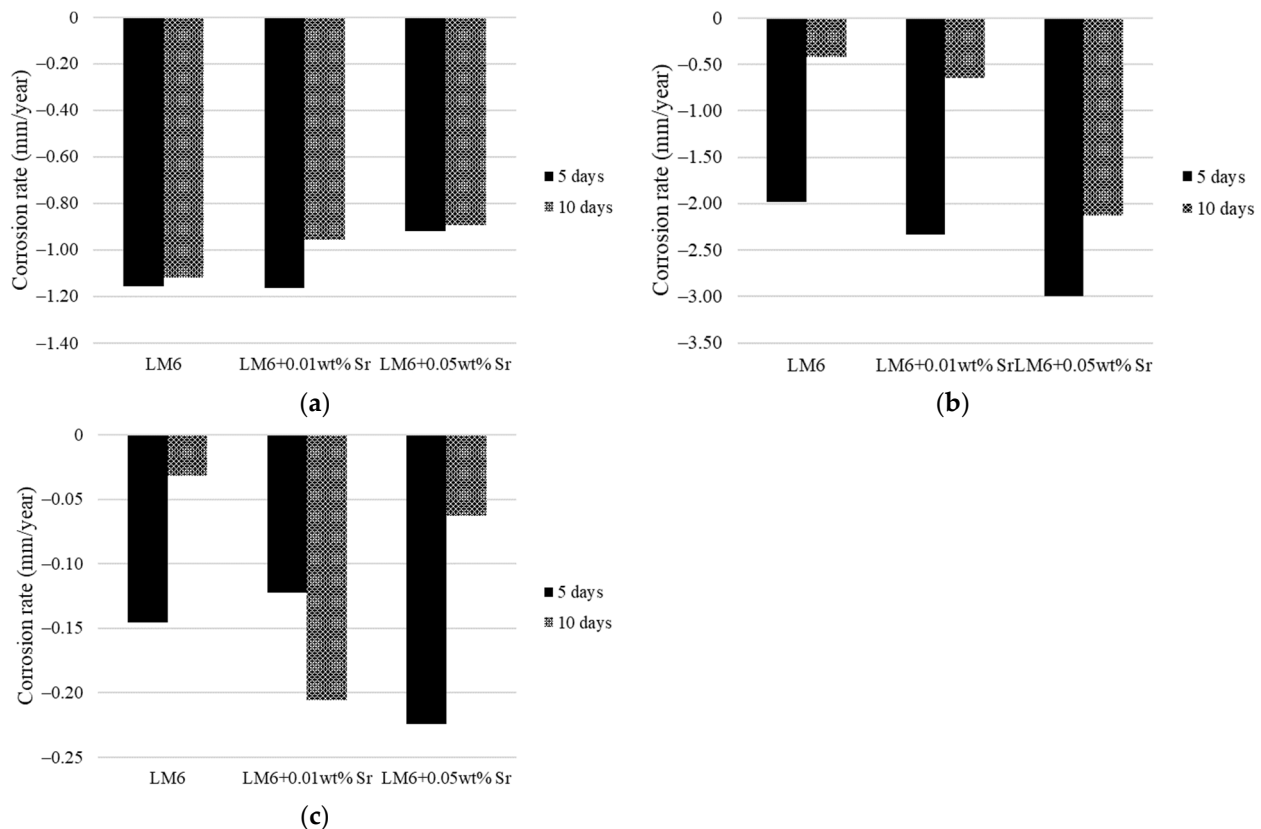 Corrosion rate (mm/year)
0
–0.20
–0.40
–0.60
–0.80
–1.00
–1.20
–1.40
LM6 LM6+0.01wt% Sr LM6+0.05wt% Sr
5 days
10 days
(a)
Corrosion rate (mm/year)
0
–0.50
–1.00
–1.50
–2.00
–2.50
–3.00
–3.50
LM6 LM6+0.01wt% Sr LM6+0.05wt% Sr
5 days
10 days
(b)
Corrosion rate (mm/year)
0
–0.05
–0.10
–0.15
–0.20
–0.25
LM6 LM6+0.01wt% Sr LM6+0.05wt% Sr
5 days
10 days
(c)